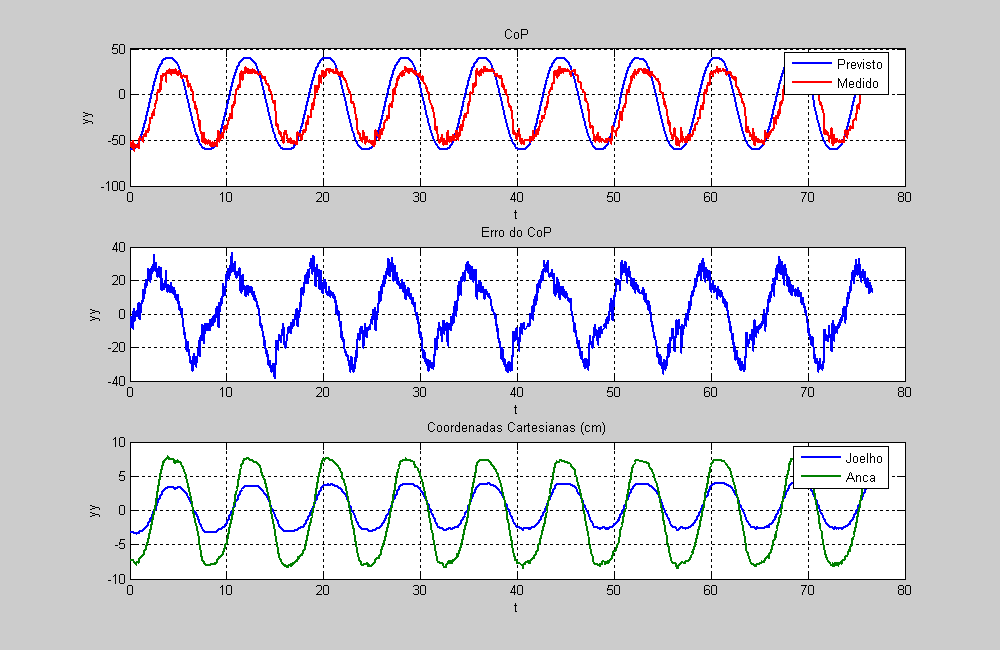 CoP
50
0
-50
-100
yy
Previsto
Medido
0 10 20 30 40 50 60 70 80
t
Erro do CoP
40
20
0
-20
-40
yy
0 10 20 30 40 50 60 70 80
t
Coordenadas Cartesianas (cm)
10
5
0
-5
-10
yy
Joelho
Anca
0 10 20 30 40 50 60 70 80
t